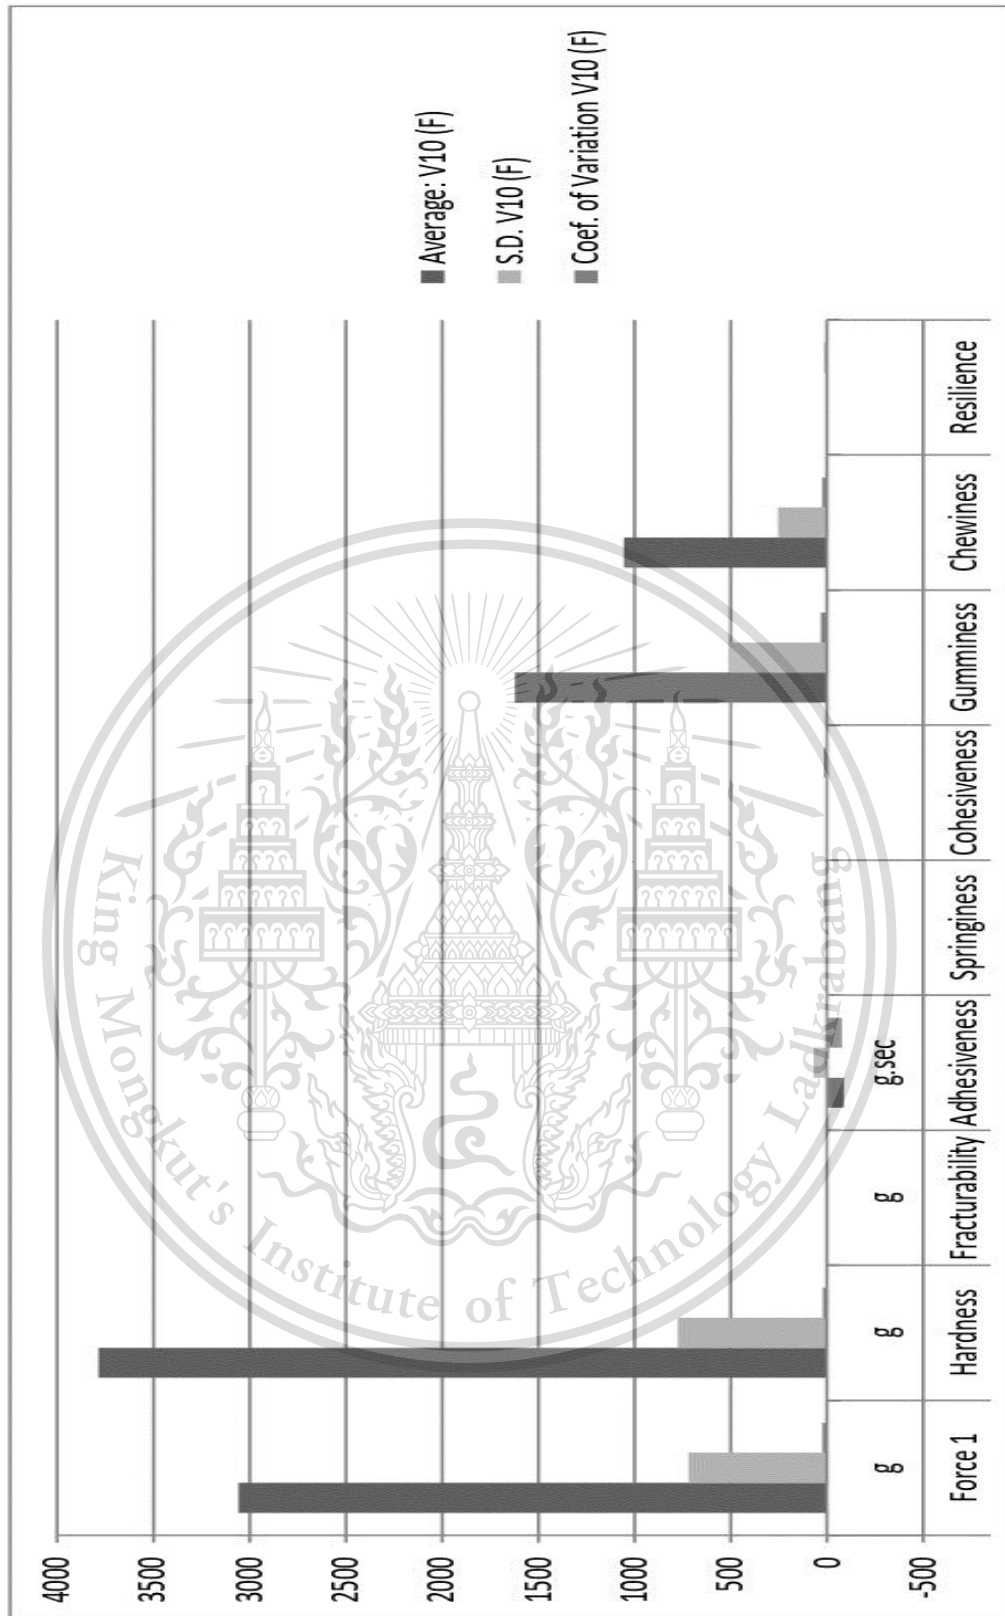 4000
3500
3000
2500
2000
1500
1000
500
0
-500
g g g g.sec
Force 1 Hardness Fracturability Adhesiveness Springiness Cohesiveness Gumminess Chewiness Resilience
Average: V10 (F)
S.D. V10 (F)
Coef. of Variation V10 (F)
King Mongkut's Institute of Technology Ladkrabang